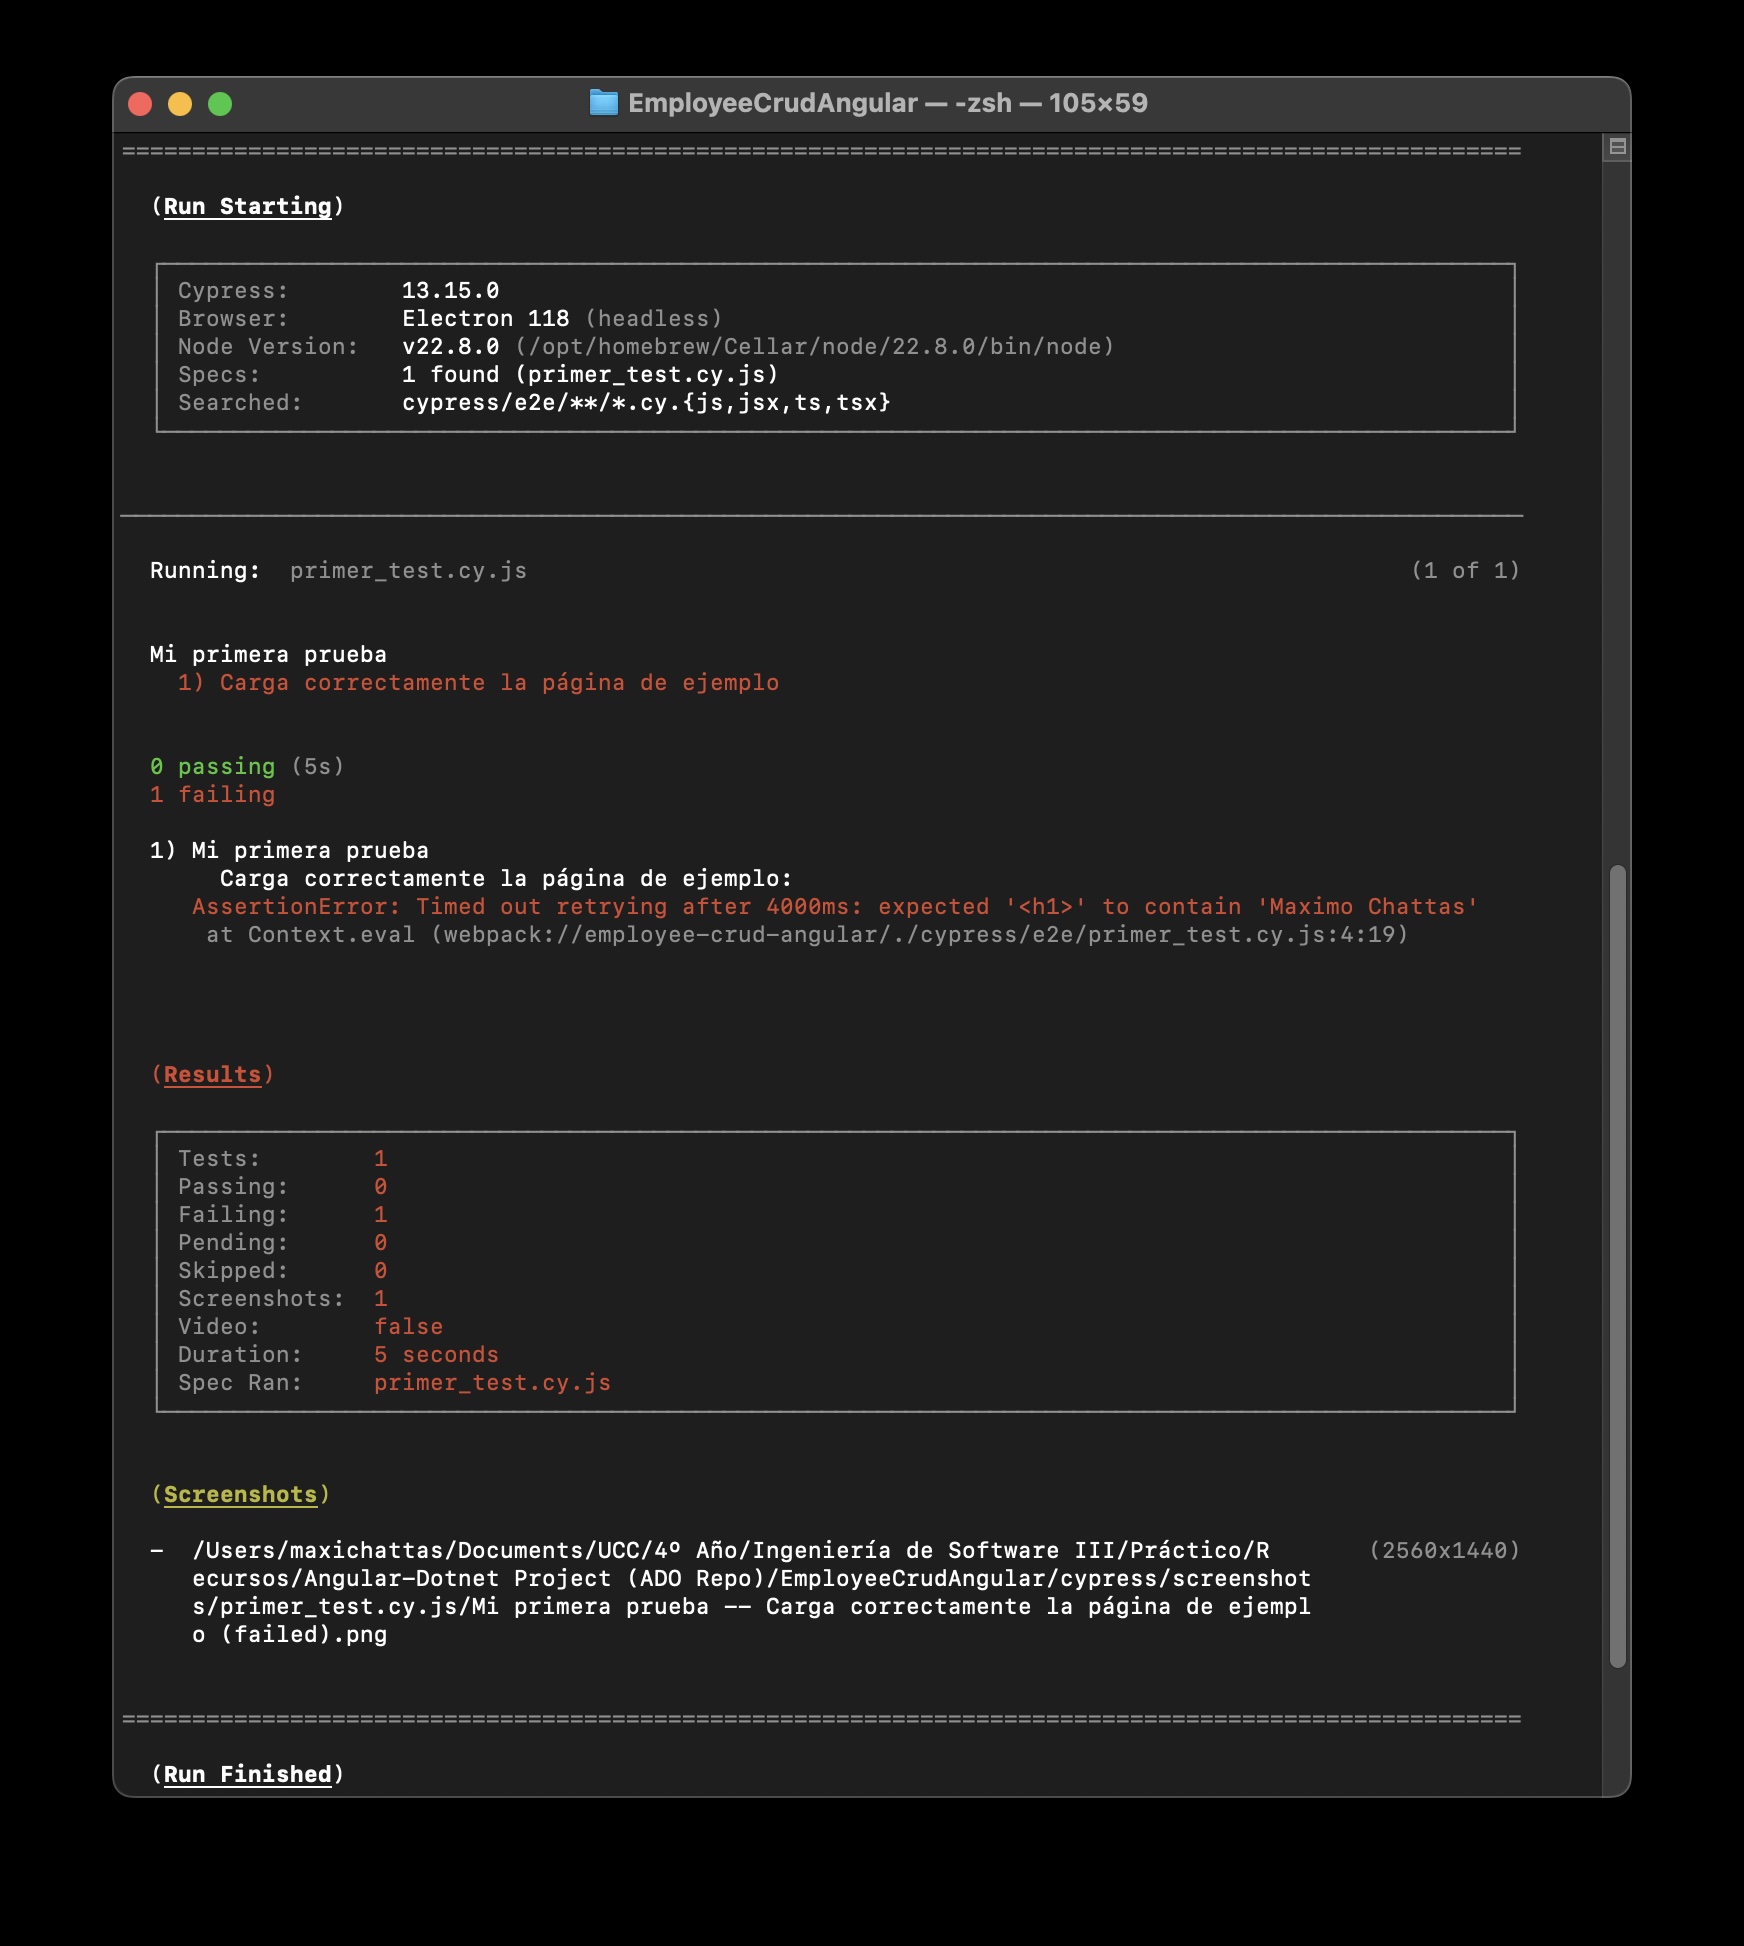 EmployeeCrudAngular — -zsh — 105×59
====================================================================================================
(Run Starting)
Cypress: 13.15.0
Browser: Electron 118 (headless)
Node Version: v22.8.0 (/opt/homebrew/Cellar/node/22.8.0/bin/node)
Specs: 1 found (primer_test.cy.js)
Searched: cypress/e2e/**/*.cy.{js,jsx,ts,tsx}
Running: primer_test.cy.js (1 of 1)
Mi primera prueba
1) Carga correctamente la página de ejemplo
0 passing (5s)
1 failing
1) Mi primera prueba
Carga correctamente la página de ejemplo:
AssertionError: Timed out retrying after 4000ms: expected '<h1>' to contain 'Maximo Chattas'
at Context.eval (webpack://employee-crud-angular/./cypress/e2e/primer_test.cy.js:4:19)
(Results)
Tests: 1
Passing: 0
Failing: 1
Pending: 0
Skipped: 0
Screenshots: 1
Video: false
Duration: 5 seconds
Spec Ran: primer_test.cy.js
(Screenshots)
- /Users/maxichattas/Documents/UCC/4º Año/Ingeniería de Software III/Práctico/R (2560x1440)
ecursos/Angular-Dotnet Project (ADO Repo)/EmployeeCrudAngular/cypress/screenshot
s/primer_test.cy.js/Mi primera prueba -- Carga correctamente la página de ejempl
o (failed).png
====================================================================================================
(Run Finished)